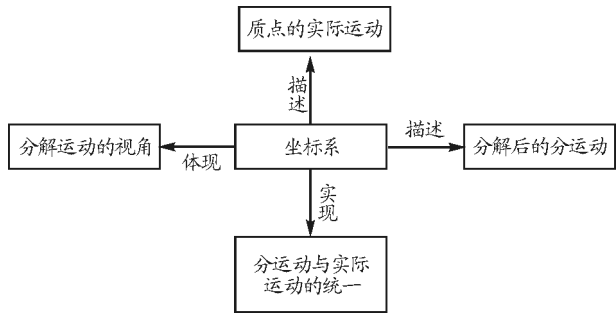 质点的实际运动
描述
分解运动的视角
体现
坐标系
描述
分解后的分运动
实现
分运动与实际
运动的统一